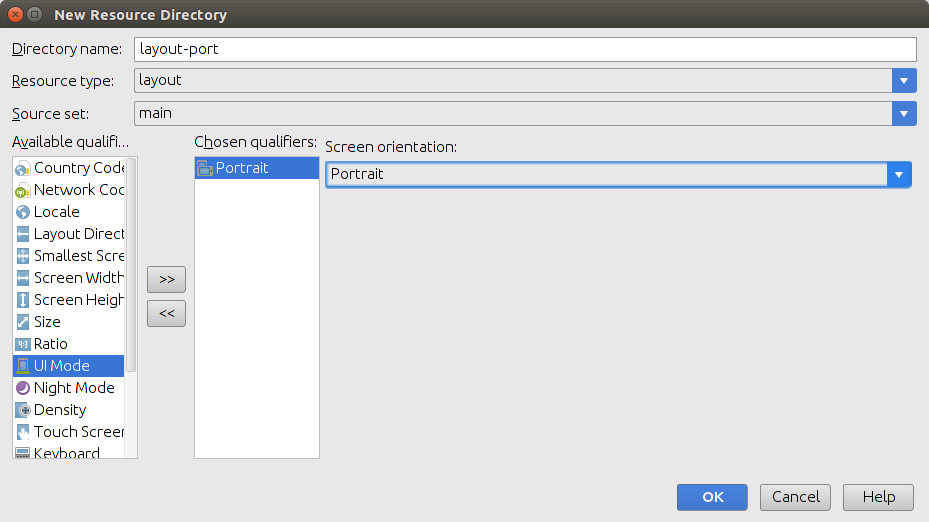 New Resource Directory
Directory name: layout-port
Resource type: layout
Source set: main
Available qualifi... Chosen qualifiers: Screen orientation:
Country Code Portrait Portrait
Network Coc
Locale
Layout Direct
Smallest Scre
Screen Width
>>
Screen Heigh
<<
Size
Ratio
UI Mode
Night Mode
Density
Touch Screer
Keyboard
OK Cancel Help